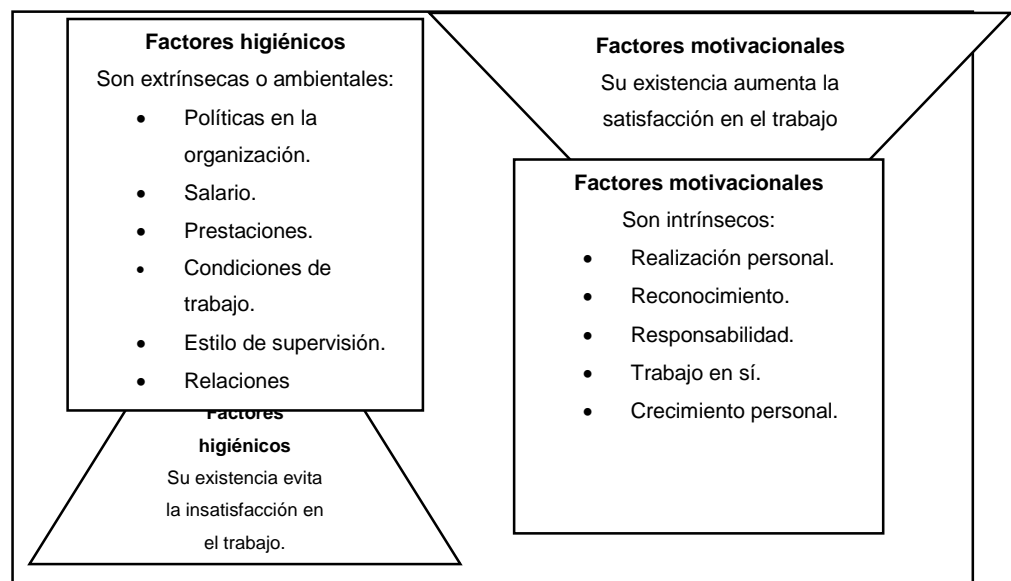 Factores higiénicos
Son extrínsecas o ambientales:
• Políticas en la
organización.
• Salario.
• Prestaciones.
• Condiciones de
trabajo.
• Estilo de supervisión.
• Relaciones
Factores
higiénicos
Su existencia evita
la insatisfacción en
el trabajo.
Factores motivacionales
Su existencia aumenta la
satisfacción en el trabajo
Factores motivacionales
Son intrínsecos:
• Realización personal.
• Reconocimiento.
• Responsabilidad.
• Trabajo en sí.
• Crecimiento personal.